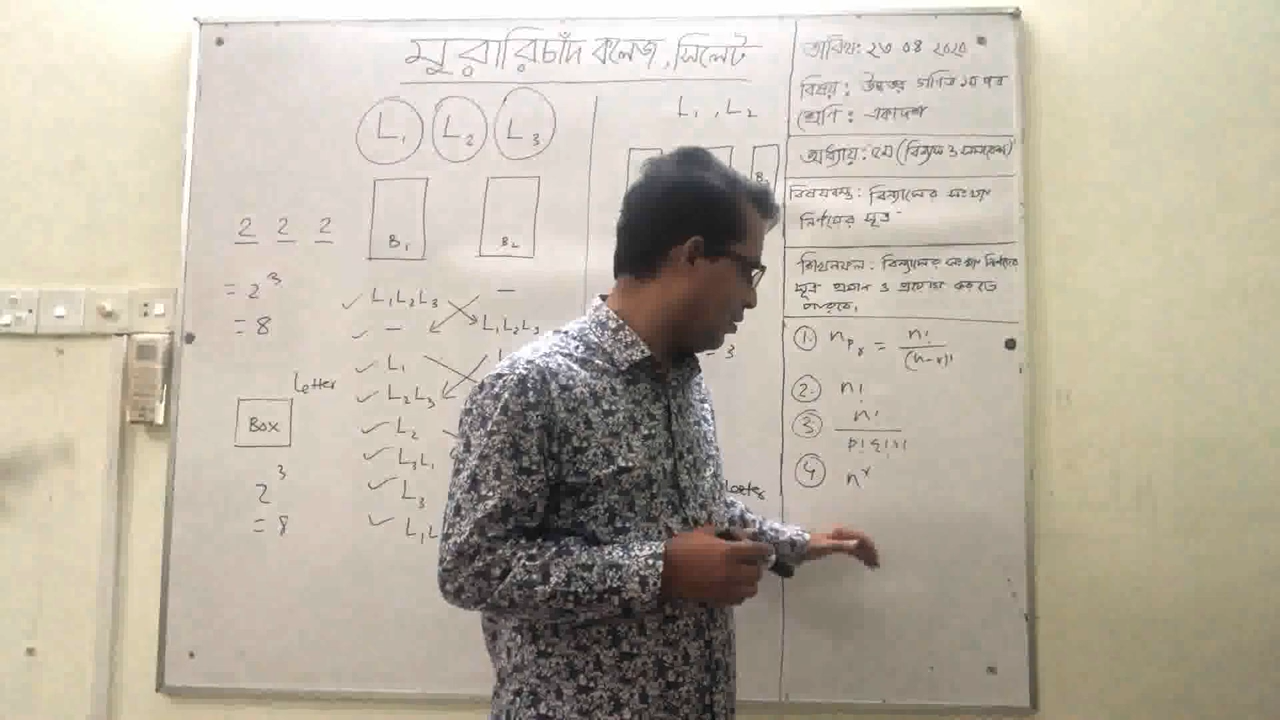 মুরারিচাঁদ কলেজ, সিলেট
L₁ L₂ L₃
B₁ B₂
2 2 2
= 2³
= 8
Letter
Box
2³
= 8
L₁L₂L₃ —
— L₁L₂L₃
L₁
L₂L₃
L₂
L₃L₁
L₃
L₁L
L₁, L₂
3
তারিখ: ২৩ ০৪ ২০২০
বিষয়: উচ্চতর গণিত ১ম পত্র
শ্রেণি: একাদশ
অধ্যায়: ৫ম (বিন্যাস ও সমাবেশ)
বিষয়বস্তু: বিন্যাসের সংখ্যা
নির্ণয়ের সূত্র
শিখনফল: বিন্যাসের সংখ্যা নির্ণয়ের
সূত্র প্রমাণ ও প্রয়োগ করতে
পারবে।
① nPᵣ = n! / (n-r)!
② n!
③ n! / p! q! r!
④ nʳ